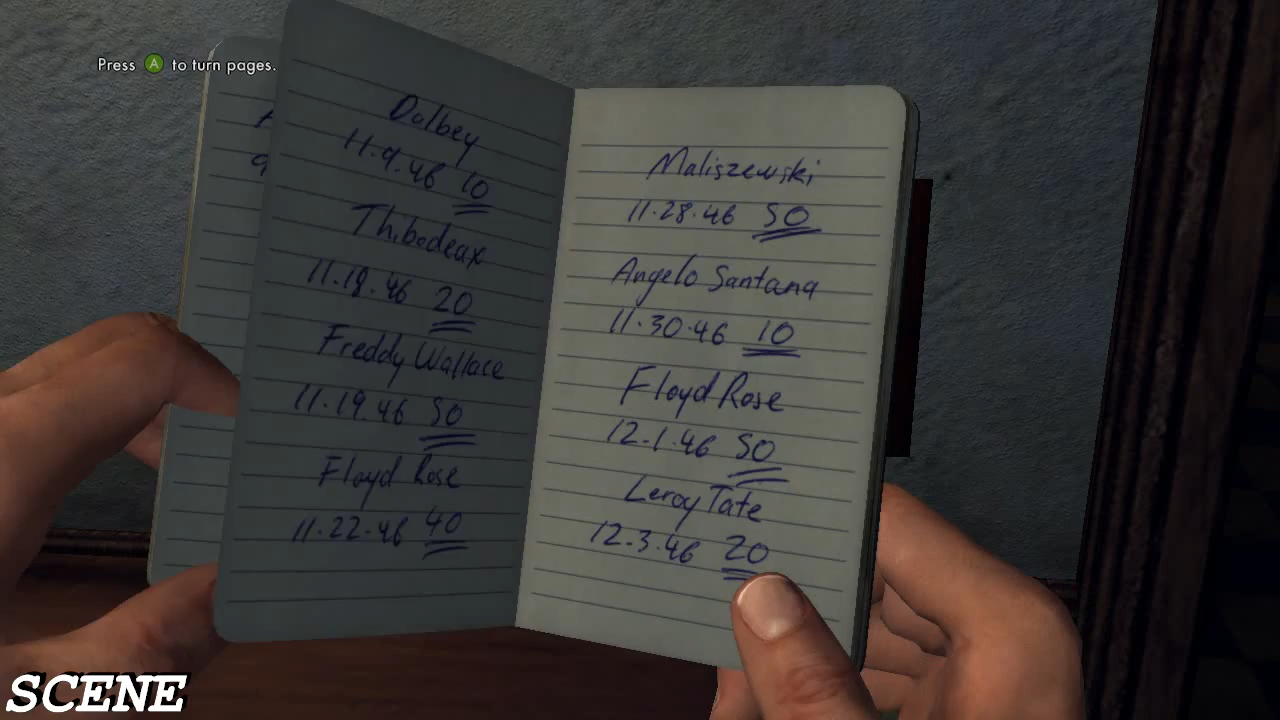 Press A to turn pages.
Dalbey
11.9.46 10
Thibodeax
11.18.46 20
Freddy Wallace
11.19.46 50
Floyd Rose
11-22-46 40
Maliszewski
11.28.46 50
Angelo Santana
11.30.46 10
Floyd Rose
12-1.46 50
Leroy Tate
12-3.46 20
SCENE